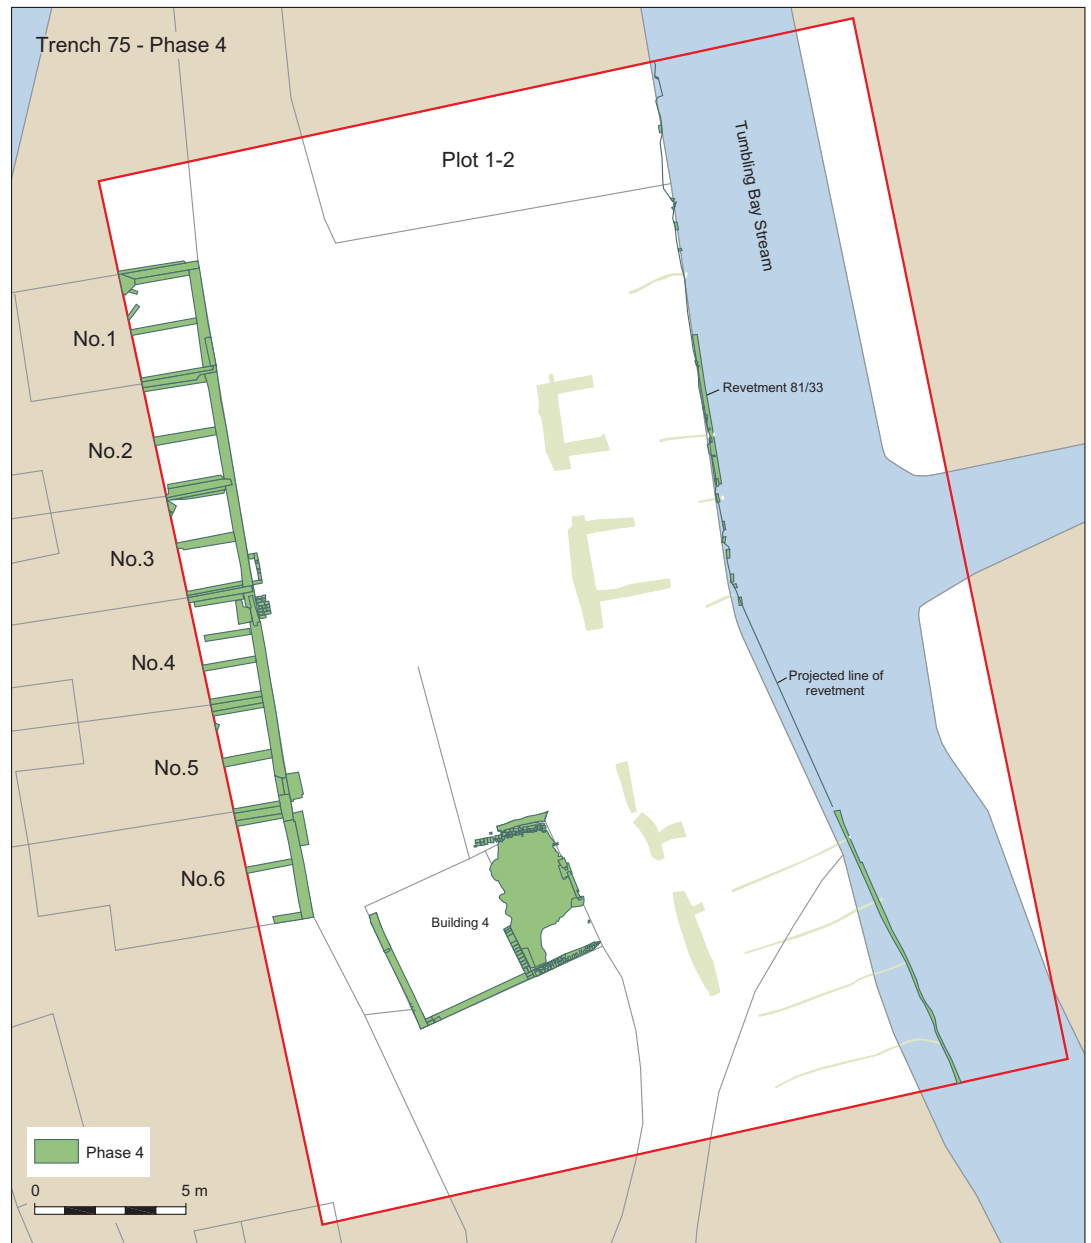 Trench 75 - Phase 4
Plot 1-2
Tumbling Bay Stream
No.1
Revetment 81/33
No.2
No.3
No.4
Projected line of
revetment
No.5
No.6
Building 4
Phase 4
0 5 m